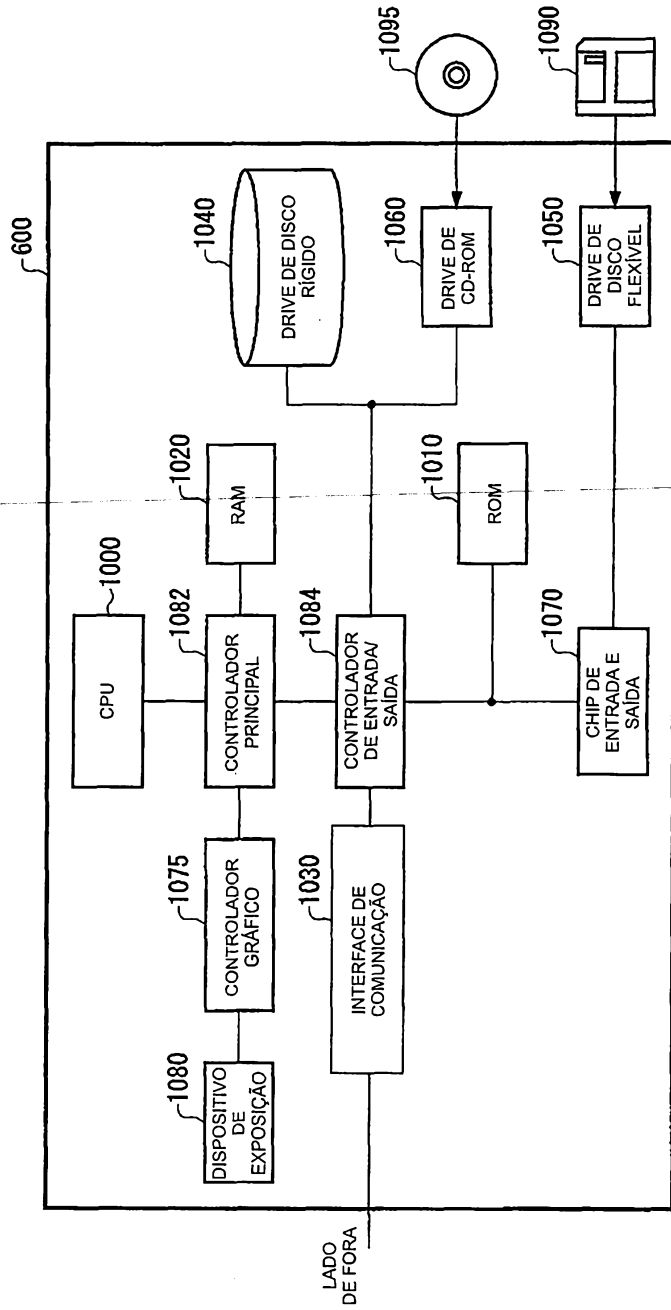 600
1000
CPU
1080
DISPOSITIVO
DE
EXPOSIÇÃO
1075
CONTROLADOR
GRÁFICO
1082
CONTROLADOR
PRINCIPAL
1020
RAM
1040
DRIVE DE DISCO
RÍGIDO
LADO
DE FORA
1030
INTERFACE DE
COMUNICAÇÃO
1084
CONTROLADOR
DE ENTRADA/
SAÍDA
1060
DRIVE DE
CD-ROM
1095
1010
ROM
1070
CHIP DE
ENTRADA E
SAÍDA
1050
DRIVE DE
DISCO
FLEXÍVEL
1090